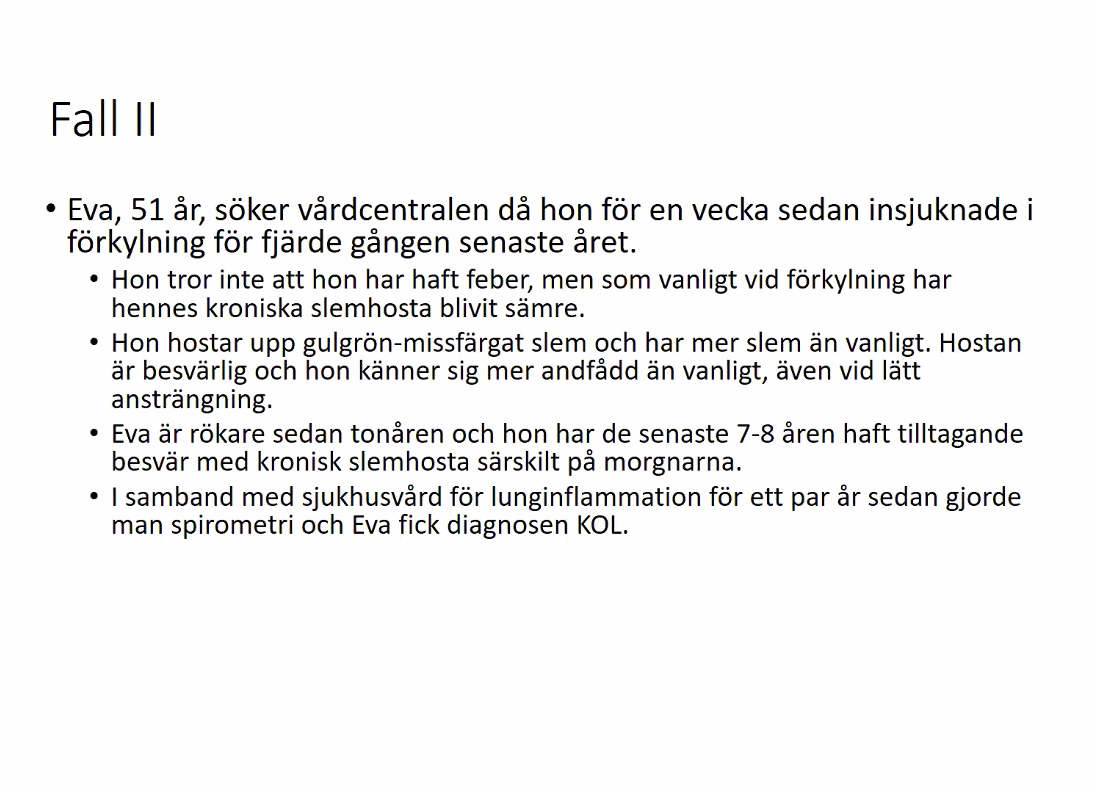 Fall II
• Eva, 51 år, söker vårdcentralen då hon för en vecka sedan insjuknade i
förkylning för fjärde gången senaste året.
• Hon tror inte att hon har haft feber, men som vanligt vid förkylning har
hennes kroniska slemhosta blivit sämre.
• Hon hostar upp gulgrön-missfärgat slem och har mer slem än vanligt. Hostan
är besvärlig och hon känner sig mer andfådd än vanligt, även vid lätt
ansträngning.
• Eva är rökare sedan tonåren och hon har de senaste 7-8 åren haft tilltagande
besvär med kronisk slemhosta särskilt på morgnarna.
• I samband med sjukhusvård för lunginflammation för ett par år sedan gjorde
man spirometri och Eva fick diagnosen KOL.